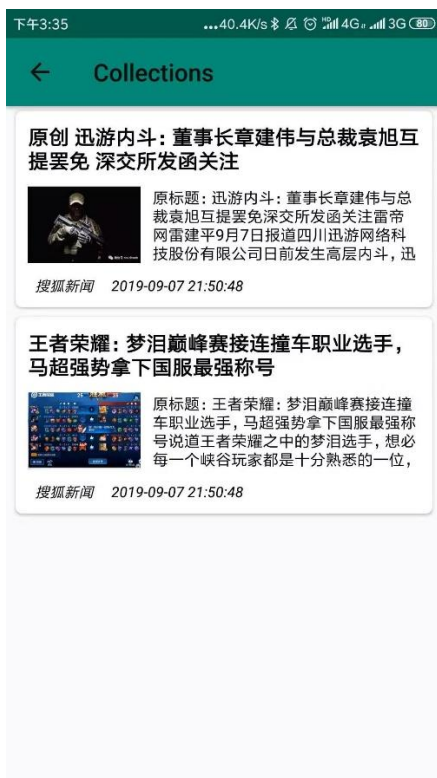 下午3:35
...40.4K/s 4G 3G 80
Collections
原创 迅游内斗：董事长章建伟与总裁袁旭互
提罢免 深交所发函关注
原标题：迅游内斗：董事长章建伟与总
裁袁旭互提罢免深交所发函关注雷帝
网雷建平9月7日报道四川迅游网络科
技股份有限公司日前发生高层内斗，迅
搜狐新闻 2019-09-07 21:50:48
王者荣耀：梦泪巅峰赛接连撞车职业选手，
马超强势拿下国服最强称号
原标题：王者荣耀：梦泪巅峰赛接连撞
车职业选手，马超强势拿下国服最强称
号说道王者荣耀之中的梦泪选手，想必
每一个峡谷玩家都是十分熟悉的一位，
搜狐新闻 2019-09-07 21:50:48